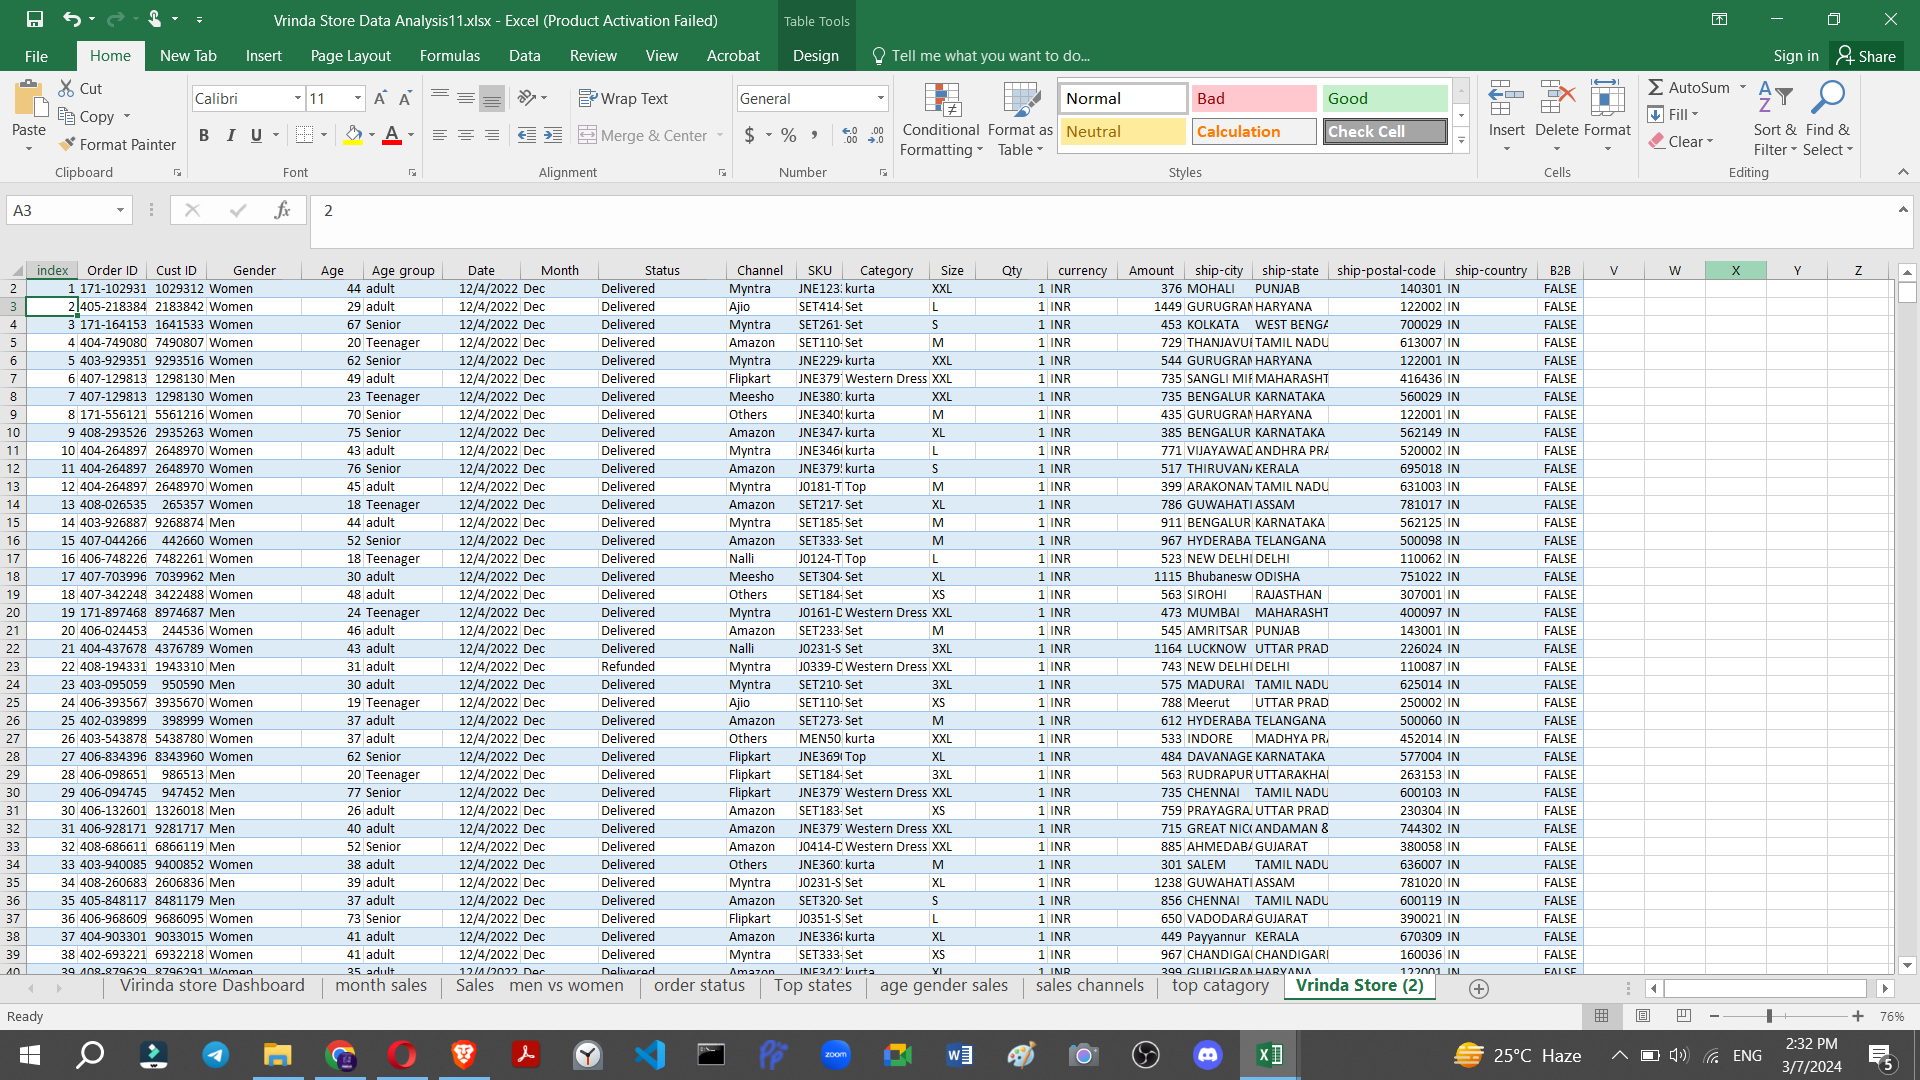 Vrinda Store Data Analysis11.xlsx - Excel (Product Activation Failed)
Table Tools
File Home New Tab Insert Page Layout Formulas Data Review View Acrobat Design Tell me what you want to do... Sign in Share
Paste Cut Copy Format Painter Clipboard
Calibri 11 B I U A Font
Wrap Text Merge & Center Alignment
General $ % , Number
Conditional Formatting Format as Table
Normal Bad Good
Neutral Calculation Check Cell
Styles
Insert Delete Format Cells
AutoSum Fill Clear Sort & Filter Find & Select Editing
A3 fx 2
index Order ID Cust ID Gender Age Age group Date Month Status Channel SKU Category Size Qty currency Amount ship-city ship-state ship-postal-code ship-country B2B V W X Y Z
2 1 171-102931 1029312 Women 44 adult 12/4/2022 Dec Delivered Myntra JNE123 kurta XXL 1 INR 376 MOHALI PUNJAB 140301 IN FALSE
3 2 405-218384 2183842 Women 29 adult 12/4/2022 Dec Delivered Ajio SET414- Set L 1 INR 1449 GURUGRAM HARYANA 122002 IN FALSE
4 3 171-164153 1641533 Women 67 Senior 12/4/2022 Dec Delivered Myntra SET261- Set S 1 INR 453 KOLKATA WEST BENGA 700029 IN FALSE
5 4 404-749080 7490807 Women 20 Teenager 12/4/2022 Dec Delivered Amazon SET110- Set M 1 INR 729 THANJAVUR TAMIL NADU 613007 IN FALSE
6 5 403-929351 9293516 Women 62 Senior 12/4/2022 Dec Delivered Myntra JNE229 kurta XXL 1 INR 544 GURUGRAM HARYANA 122001 IN FALSE
7 6 407-129813 1298130 Men 49 adult 12/4/2022 Dec Delivered Flipkart JNE379 Western Dress XXL 1 INR 735 SANGLI MI MAHARASHT 416436 IN FALSE
8 7 407-129813 1298130 Women 23 Teenager 12/4/2022 Dec Delivered Meesho JNE380 kurta XXL 1 INR 735 BENGALUR KARNATAKA 560029 IN FALSE
9 8 171-556121 5561216 Women 70 Senior 12/4/2022 Dec Delivered Others JNE340 kurta M 1 INR 435 GURUGRAM HARYANA 122001 IN FALSE
10 9 408-293526 2935263 Women 75 Senior 12/4/2022 Dec Delivered Amazon JNE347 kurta XL 1 INR 385 BENGALUR KARNATAKA 562149 IN FALSE
11 10 404-264897 2648970 Women 43 adult 12/4/2022 Dec Delivered Myntra JNE346 kurta L 1 INR 771 VIJAYAWAD ANDHRA PRA 520002 IN FALSE
12 11 404-264897 2648970 Women 76 Senior 12/4/2022 Dec Delivered Amazon JNE379 kurta S 1 INR 517 THIRUVANA KERALA 695018 IN FALSE
13 12 404-264897 2648970 Women 45 adult 12/4/2022 Dec Delivered Myntra J0181-T Top M 1 INR 399 ARAKONAM TAMIL NADU 631003 IN FALSE
14 13 408-026535 265357 Women 18 Teenager 12/4/2022 Dec Delivered Amazon SET217- Set XL 1 INR 786 GUWAHATI ASSAM 781017 IN FALSE
15 14 403-926887 9268874 Men 44 adult 12/4/2022 Dec Delivered Myntra SET185- Set M 1 INR 911 BENGALUR KARNATAKA 562125 IN FALSE
16 15 407-044266 442660 Women 52 Senior 12/4/2022 Dec Delivered Amazon SET333- Set M 1 INR 967 HYDERABA TELANGANA 500098 IN FALSE
17 16 406-748226 7482261 Women 18 Teenager 12/4/2022 Dec Delivered Nalli J0124-T Top L 1 INR 523 NEW DELHI DELHI 110062 IN FALSE
18 17 407-703996 7039962 Men 30 adult 12/4/2022 Dec Delivered Meesho SET304- Set XL 1 INR 1115 Bhubanesw ODISHA 751022 IN FALSE
19 18 407-342248 3422488 Women 48 adult 12/4/2022 Dec Delivered Others SET184- Set XS 1 INR 563 SIROHI RAJASTHAN 307001 IN FALSE
20 19 171-897468 8974687 Men 24 Teenager 12/4/2022 Dec Delivered Myntra J0161-D Western Dress XXL 1 INR 473 MUMBAI MAHARASHT 400097 IN FALSE
21 20 406-024453 244536 Women 46 adult 12/4/2022 Dec Delivered Amazon SET233- Set M 1 INR 545 AMRITSAR PUNJAB 143001 IN FALSE
22 21 404-437678 4376789 Women 43 adult 12/4/2022 Dec Delivered Nalli J0231-S Set 3XL 1 INR 1164 LUCKNOW UTTAR PRAD 226024 IN FALSE
23 22 408-194331 1943310 Men 31 adult 12/4/2022 Dec Refunded Myntra J0339-D Western Dress XXL 1 INR 743 NEW DELHI DELHI 110087 IN FALSE
24 23 403-095059 950590 Men 30 adult 12/4/2022 Dec Delivered Myntra SET210- Set 3XL 1 INR 575 MADURAI TAMIL NADU 625014 IN FALSE
25 24 406-393567 3935670 Women 19 Teenager 12/4/2022 Dec Delivered Ajio SET110- Set XS 1 INR 788 Meerut UTTAR PRAD 250002 IN FALSE
26 25 402-039899 398999 Women 37 adult 12/4/2022 Dec Delivered Amazon SET273- Set M 1 INR 612 HYDERABA TELANGANA 500060 IN FALSE
27 26 403-543878 5438780 Women 37 adult 12/4/2022 Dec Delivered Others MEN50 kurta XXL 1 INR 533 INDORE MADHYA PRA 452014 IN FALSE
28 27 406-834396 8343960 Women 62 Senior 12/4/2022 Dec Delivered Flipkart JNE369 Top XL 1 INR 484 DAVANAGE KARNATAKA 577004 IN FALSE
29 28 406-098651 986513 Men 20 Teenager 12/4/2022 Dec Delivered Flipkart SET184- Set 3XL 1 INR 563 RUDRAPUR UTTARAKHA 263153 IN FALSE
30 29 406-094745 947452 Men 77 Senior 12/4/2022 Dec Delivered Flipkart JNE379 Western Dress XXL 1 INR 735 CHENNAI TAMIL NADU 600103 IN FALSE
31 30 406-132601 1326018 Men 26 adult 12/4/2022 Dec Delivered Amazon SET183- Set XS 1 INR 759 PRAYAGRA UTTAR PRAD 230304 IN FALSE
32 31 406-928171 9281717 Men 40 adult 12/4/2022 Dec Delivered Amazon JNE379 Western Dress XXL 1 INR 715 GREAT NIC ANDAMAN & 744302 IN FALSE
33 32 408-686611 6866119 Men 52 Senior 12/4/2022 Dec Delivered Amazon J0414-D Western Dress XXL 1 INR 885 AHMEDABA GUJARAT 380058 IN FALSE
34 33 403-940085 9400852 Women 38 adult 12/4/2022 Dec Delivered Others JNE360 kurta M 1 INR 301 SALEM TAMIL NADU 636007 IN FALSE
35 34 408-260683 2606836 Men 39 adult 12/4/2022 Dec Delivered Myntra J0231-S Set XL 1 INR 1238 GUWAHATI ASSAM 781020 IN FALSE
36 35 405-848117 8481179 Men 37 adult 12/4/2022 Dec Delivered Myntra SET320- Set S 1 INR 856 CHENNAI TAMIL NADU 600119 IN FALSE
37 36 406-968609 9686095 Women 73 Senior 12/4/2022 Dec Delivered Flipkart J0351-S Set L 1 INR 650 VADODARA GUJARAT 390021 IN FALSE
38 37 404-903301 9033015 Women 41 adult 12/4/2022 Dec Delivered Amazon JNE336 kurta XL 1 INR 449 Payyannur KERALA 670309 IN FALSE
39 38 402-693221 6932218 Women 41 adult 12/4/2022 Dec Delivered Myntra SET333- Set XS 1 INR 967 CHANDIGA CHANDIGAR 160036 IN FALSE
40 39 408-879629 8796291 Women 35 adult 12/4/2022 Dec Delivered Amazon JNE342 kurta XL 1 INR 399 GURUGRAM HARYANA 122001 IN FALSE
Virinda store Dashboard month sales Sales men vs women order status Top states age gender sales sales channels top catagory Vrinda Store (2)
Ready 76%
zoom 25°C Haze ENG 2:32 PM
3/7/2024 5